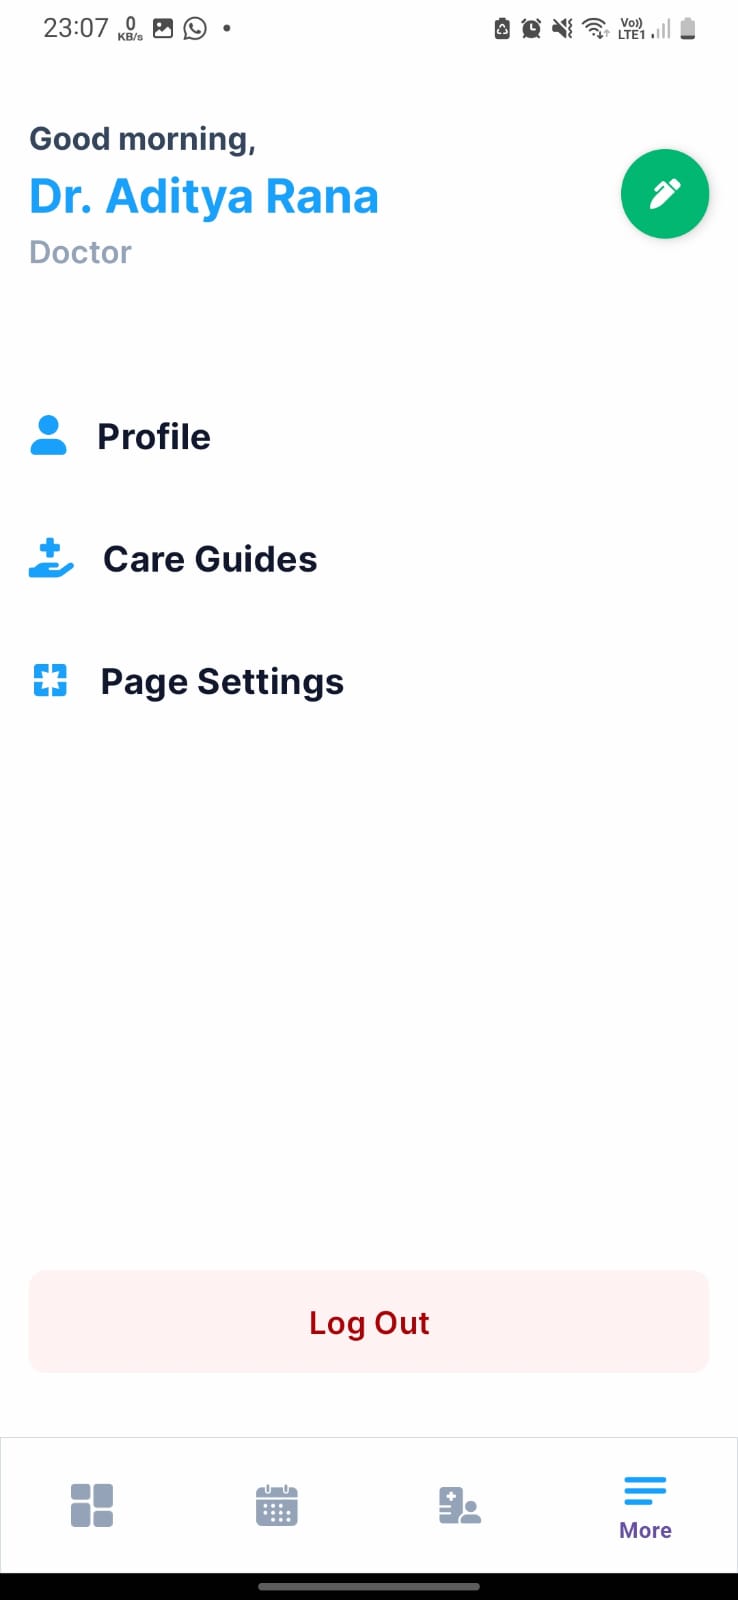 23:07 0 KB/s Vo)) LTE1
Good morning,
Dr. Aditya Rana
Doctor
Profile
Care Guides
Page Settings
Log Out
More